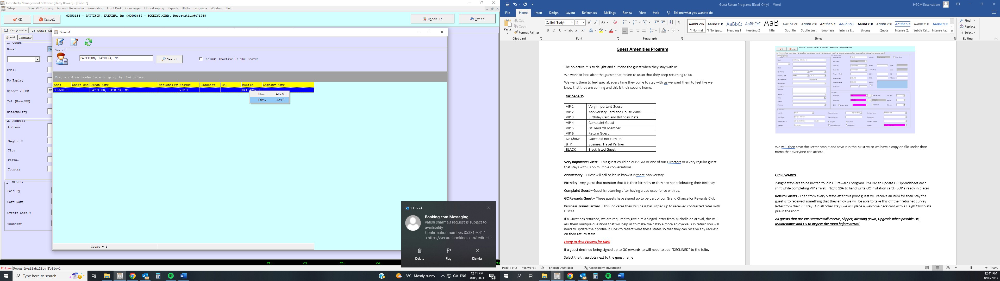 Hospitality Management Software (Harry Bowen) - [Folio-2]
Setup Guest & Company Account Receivable Reservation Front Desk Concierges Housekeeping Reports Utility Language Window Help
OK Cancel MG553186 - PATTISON, KATRINA, Ms (MC003485 - BOOKING.COM), Reservation#471968 Check In Print
(1) Corporate (2) Other Gu
Guest Company
1. Guest
Guest PA
EMail
Pp Expiry
Gender / DOB FE
Tel (Home/HP)
Nationality
2. Address
Address
Region *
City
Postal
Country
5. Others
Paid By
Card Name
Credit Card #
Voucher#
Guest-1
Search
PATTISON, KATRINA, Ms Search Include Inactive In The Search
Drag a column header here to group by that column
Acc# Short code Guest Name Nationality Status Passport Tel Mobile Company Name
MG553186 PATTISON, KATRINA, Ms VIP11 0410429281
New... Alt+N
Edit... Alt+E
Count = 1
Outlook
Booking.com Messaging
yatish sharma's request is subject to
availability
Confirmation number: 3538193417
<https://secure.booking.com/redirect.h
Delete Flag Dismiss
C1: C2: C3: C4:
Folio- Rooms Availability Folio-1
Type here to search 13°C Mostly sunny ENG 12:41 PM 8/05/2023 21
Guest Return Programe [Read-Only] - Word HGCM Reservations
File Home Insert Design Layout References Mailings Review View Help Tell me what you want to do
Paste Cut Copy Format Painter
Clipboard
Calibri (Body) 11
Font
Paragraph
AaBbCcDc AaBbCcDc AaBbCc AaBbCcC AaB AaBbCcD AaBbCcDc AaBbCcDc AaBbCcDc AaBbCcDc AaBbCcDc AaBbCcDc AABBCCDC AABBCCDC
¶ Normal ¶ No Spac... Heading 1 Heading 2 Title Subtitle Subtle Em... Emphasis Intense E... Strong Quote Intense Q... Subtle Ref... Intense Re...
Styles
Find
Replace
Select
Editing
Guest Amenities Program
The objective it is to delight and surprise the guest when they stay with us.
We want to look after the guests that return to us so that they keep returning to us.
We want them to feel special, every time they come to stay with us we want them to feel like we
knew that they are coming and this is their second home.
VIP STATUS
VIP 1 Very Important Guest
VIP 2 Anniversary Card and House Wine
VIP 3 Birthday Card and Birthday Plate
VIP 4 Complaint Guest
VIP 5 GC rewards Member
VIP 6 Return Guest
No Show Guest did not turn up
BTP Business Travel Partner
BLACK Black listed Guest
Very important Guest – This guest could be our AGM or one of our Directors or a very regular guest
that stays with us on multiple conversations.
Anniversary – Guest will call or let us know it is there Anniversary
Birthday - Any guest that mention that it is their birthday or they are her celebrating their Birthday
Complaint Guest – Guest is returning after having a bad experience with us.
GC Rewards Guest – These guests have signed up to be part of our Grand Chancellor Rewards Club
Business Travel Partner – This indicates their business has signed up to received contracted rates with
HGCM
If a Guest has returned, we are required to give him a singed letter from Michelle on arrival, this will
ask them multiple questions that will help us to make their stay a more enjoyable. On return you will
need to update their profile in HMS to reflect what these states so that they can receive any request
on their return stays.
Harry to do a Process for HMS
If a guest declined being signed up to GC rewards to will need to add “DECLINED” to the folio.
Select the three dots next to the guest name
We will then save the Letter scan it and save it in the M:Drive so we have a copy on file under their
name that everyone can access.
GC REWARDS
2-night stays are to be invited to join GC rewards program. PM DM to update GC spreadsheet each
shift while completing VIP arrivals. Night GSA to hand write GC invitation card. (SOP already in place)
Return Guests - Then from every 5 stays after this point guest will receive an item for their stay the
guest is to received something that they enjoy we will be able to take this off their returned survey
letter from their 2nd stay. On all other stays we will place a welcome back card with a Haigh Chocolate
pile in the room.
All guests that are VIP Statuses will receive, Slipper, dressing gown, Upgrade when possible.HK,
Maintenance and FO to inspect the room before arrival.
Page 1 of 2 466 words English (Australia) Accessibility: Investigate 100%
12:41 PM
8/05/2023